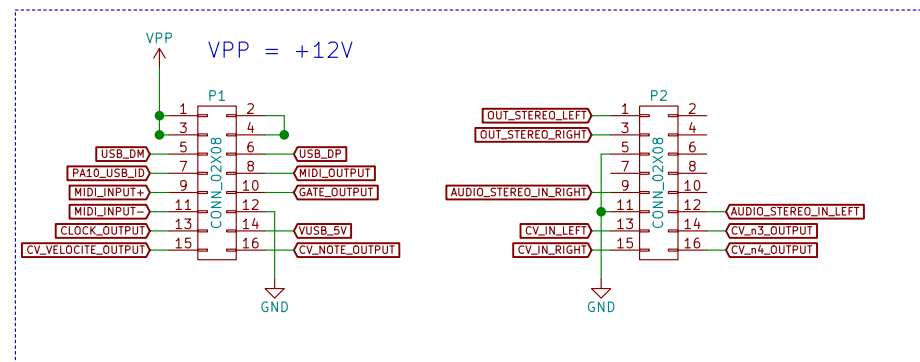 VPP
VPP = +12V
P1
1 2
3 4
USB_DM 5 6 USB_DP
PA10_USB_ID 7 8 MIDI_OUTPUT
MIDI_INPUT+ 9 10 GATE_OUTPUT
MIDI_INPUT- 11 12
CLOCK_OUTPUT 13 14 VUSB_5V
CV_VELOCITE_OUTPUT 15 16 CV_NOTE_OUTPUT
CONN_02X08
GND
P2
OUT_STEREO_LEFT 1 2
OUT_STEREO_RIGHT 3 4
5 6
7 8
AUDIO_STEREO_IN_RIGHT 9 10
11 12 AUDIO_STEREO_IN_LEFT
CV_IN_LEFT 13 14 CV_n3_OUTPUT
CV_IN_RIGHT 15 16 CV_n4_OUTPUT
CONN_02X08
GND